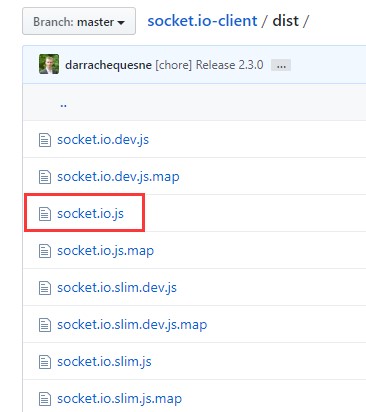 Branch: master socket.io-client / dist /
darrachequesne [chore] Release 2.3.0 ...
..
socket.io.dev.js
socket.io.dev.js.map
socket.io.js
socket.io.js.map
socket.io.slim.dev.js
socket.io.slim.dev.js.map
socket.io.slim.js
socket.io.slim.js.map